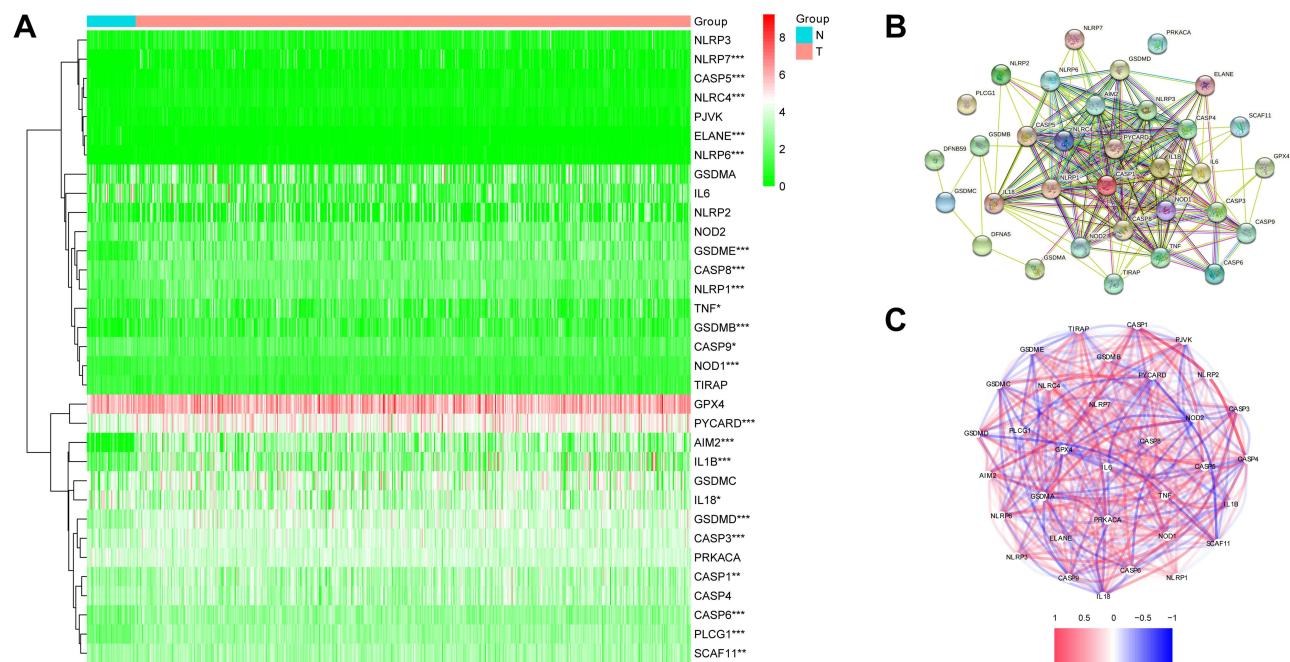 A
Group
NLRP3
NLRP7***
CASP5***
NLRC4***
PJVK
ELANE***
NLRP6***
GSDMA
IL6
NLRP2
NOD2
GSDME***
CASP8***
NLRP1***
TNF*
GSDMB***
CASP9*
NOD1***
TIRAP
GPX4
PYCARD***
AIM2***
IL1B***
GSDMC
IL18*
GSDMD***
CASP3***
PRKACA
CASP1**
CASP4
CASP6***
PLCG1***
SCAF11**
8
6
4
2
0
Group
N
T
B
NLRP7
PRKACA
NLRP2
NLRP6
GSDMD
ELANE
PLCG1
AIM2
NLRP3
CASP4
SCAF11
CASP5
NLRC4
PYCARD
GSDMB
DFNB59
IL1B
IL6
GPX4
NLRP1
CASP1
GSDMC
IL18
NOD1
CASP3
CASP9
CASP8
DFNA5
NOD2
TNF
GSDMA
TIRAP
CASP6
C
TIRAP
CASP1
PJVK
GSDME
GSDMB
PYCARD
NLRP2
GSDMC
NLRC4
NLRP7
CASP3
NOD2
GSDMD
PLCG1
CASP8
GPX4
CASP4
IL6
CASP5
AIM2
GSDMA
TNF
IL1B
NLRP6
PRKACA
ELANE
NOD1
SCAF11
NLRP3
CASP9
CASP6
NLRP1
IL18
1 0.5 0 −0.5 −1